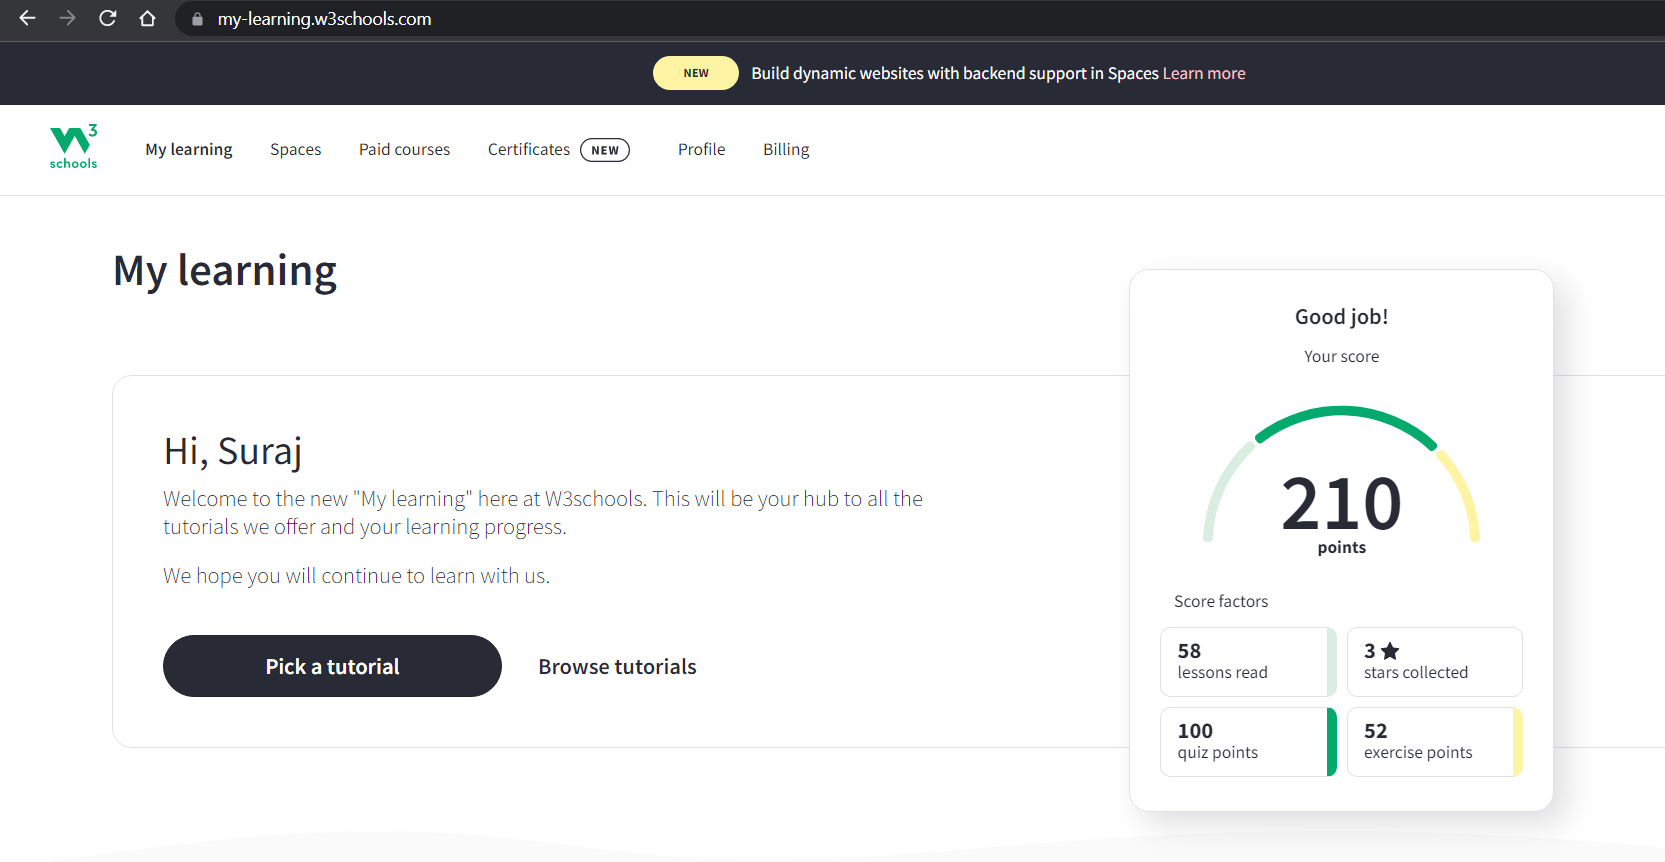 my-learning.w3schools.com
NEW Build dynamic websites with backend support in Spaces Learn more
W3 schools
My learning Spaces Paid courses Certificates NEW Profile Billing
My learning
Hi, Suraj
Welcome to the new "My learning" here at W3schools. This will be your hub to all the
tutorials we offer and your learning progress.
We hope you will continue to learn with us.
Pick a tutorial Browse tutorials
Good job!
Your score
210
points
Score factors
58
lessons read
3
stars collected
100
quiz points
52
exercise points